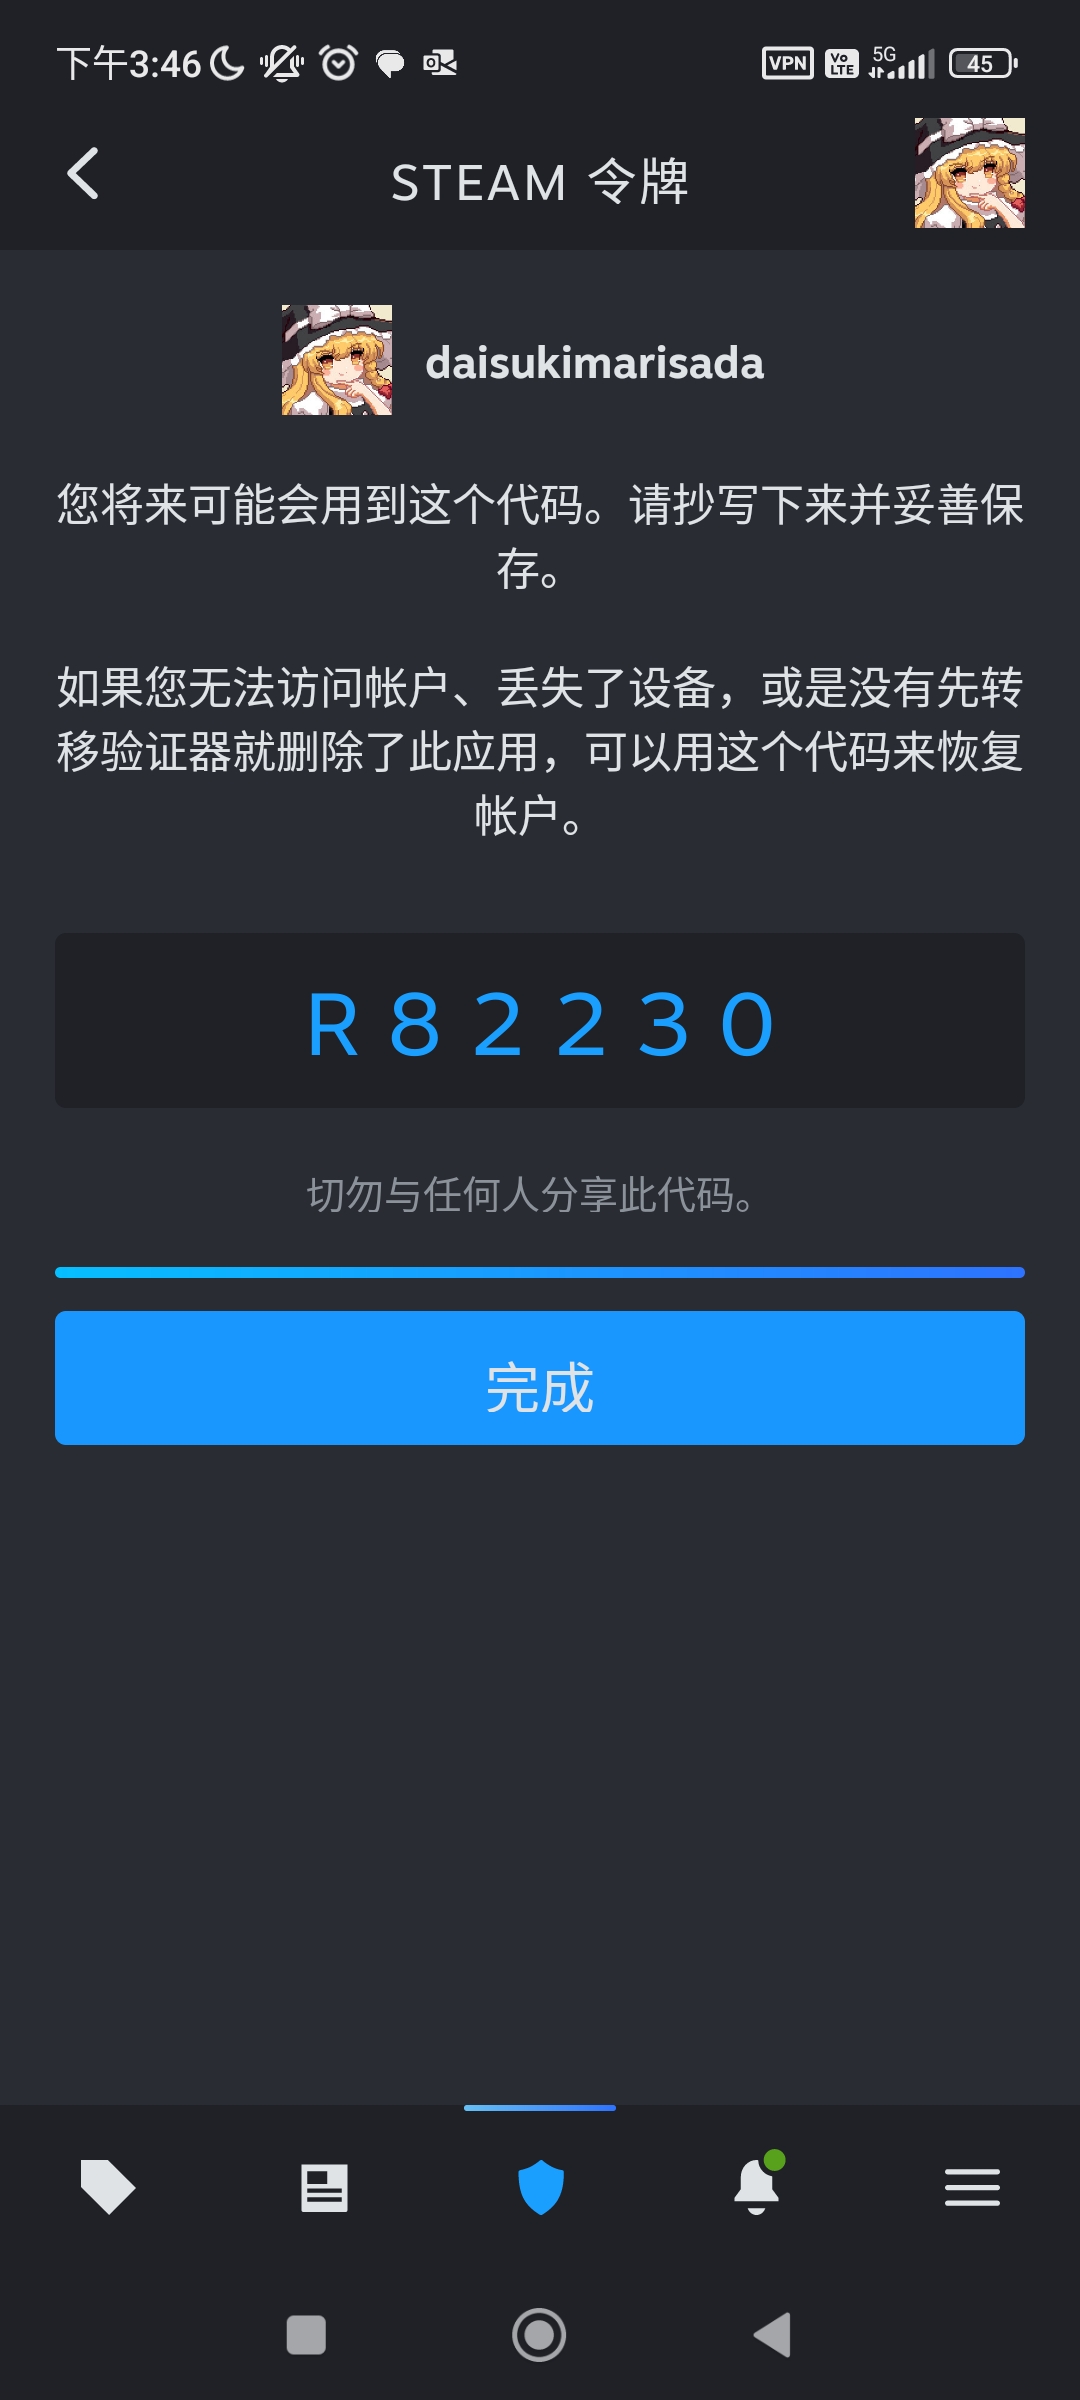 下午3:46
VPN
Vo
LTE
5G
45
STEAM 令牌
daisukimarisada
您将来可能会用到这个代码。请抄写下来并妥善保
存。
如果您无法访问帐户、丢失了设备，或是没有先转
移验证器就删除了此应用，可以用这个代码来恢复
帐户。
R82230
切勿与任何人分享此代码。
完成